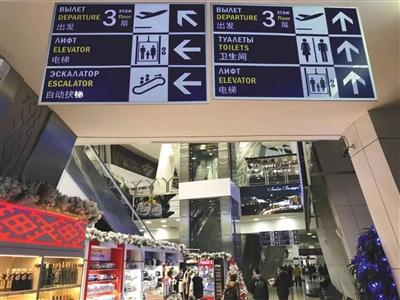 ВЫЛЕТ 3 этаж
DEPARTURE floor
出发 层
ЛИФТ
ELEVATOR
电梯
ЭСКАЛАТОР
ESCALATOR
自动挟梯
ВЫЛЕТ 3 этаж
DEPARTURE floor
出发 层
ТУАЛЕТЫ
TOILETS
卫生间
ЛИФТ
ELEVATOR
电梯